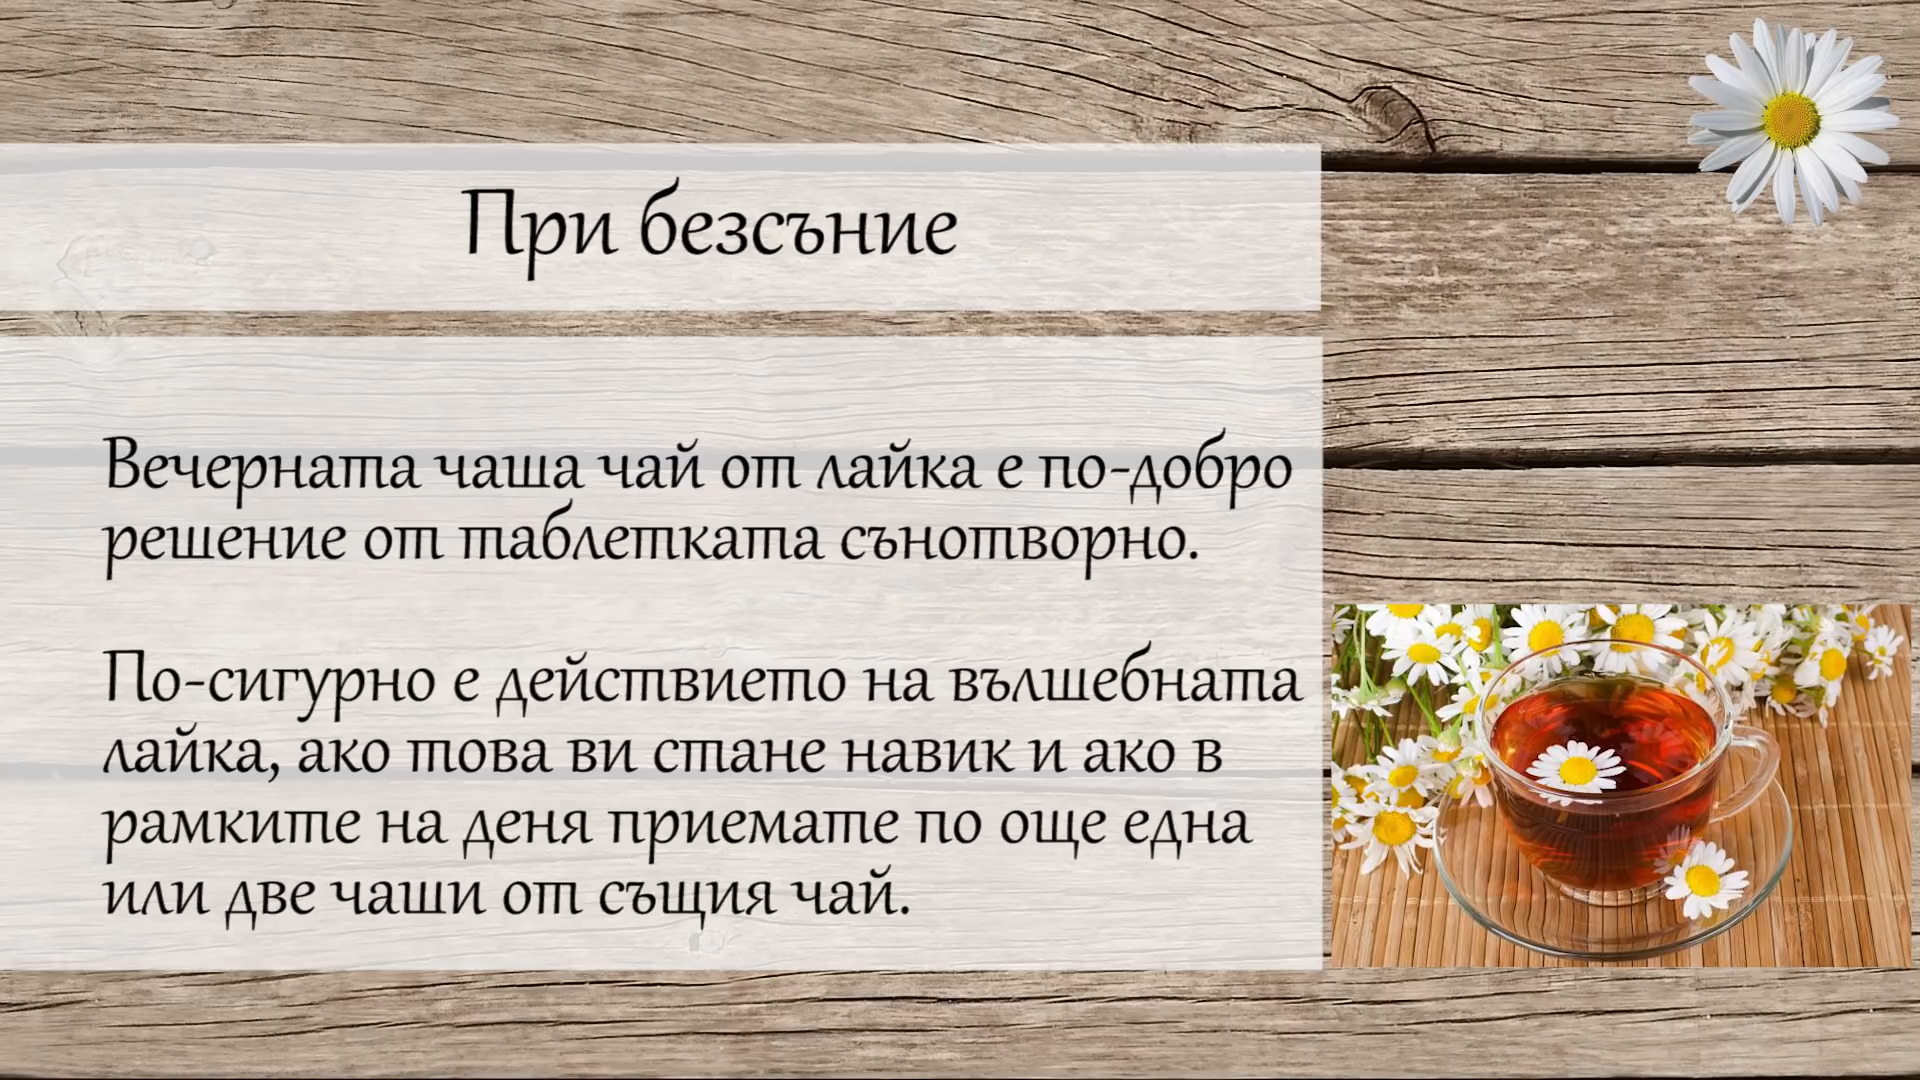 При безсъние
Вечерната чаша чай от лайка е по-добро
решение от таблетката сънотворно.
По-сигурно е действието на вълшебната
лайка, ако това ви стане навик и ако в
рамките на деня приемате по още една
или две чаши от същия чай.